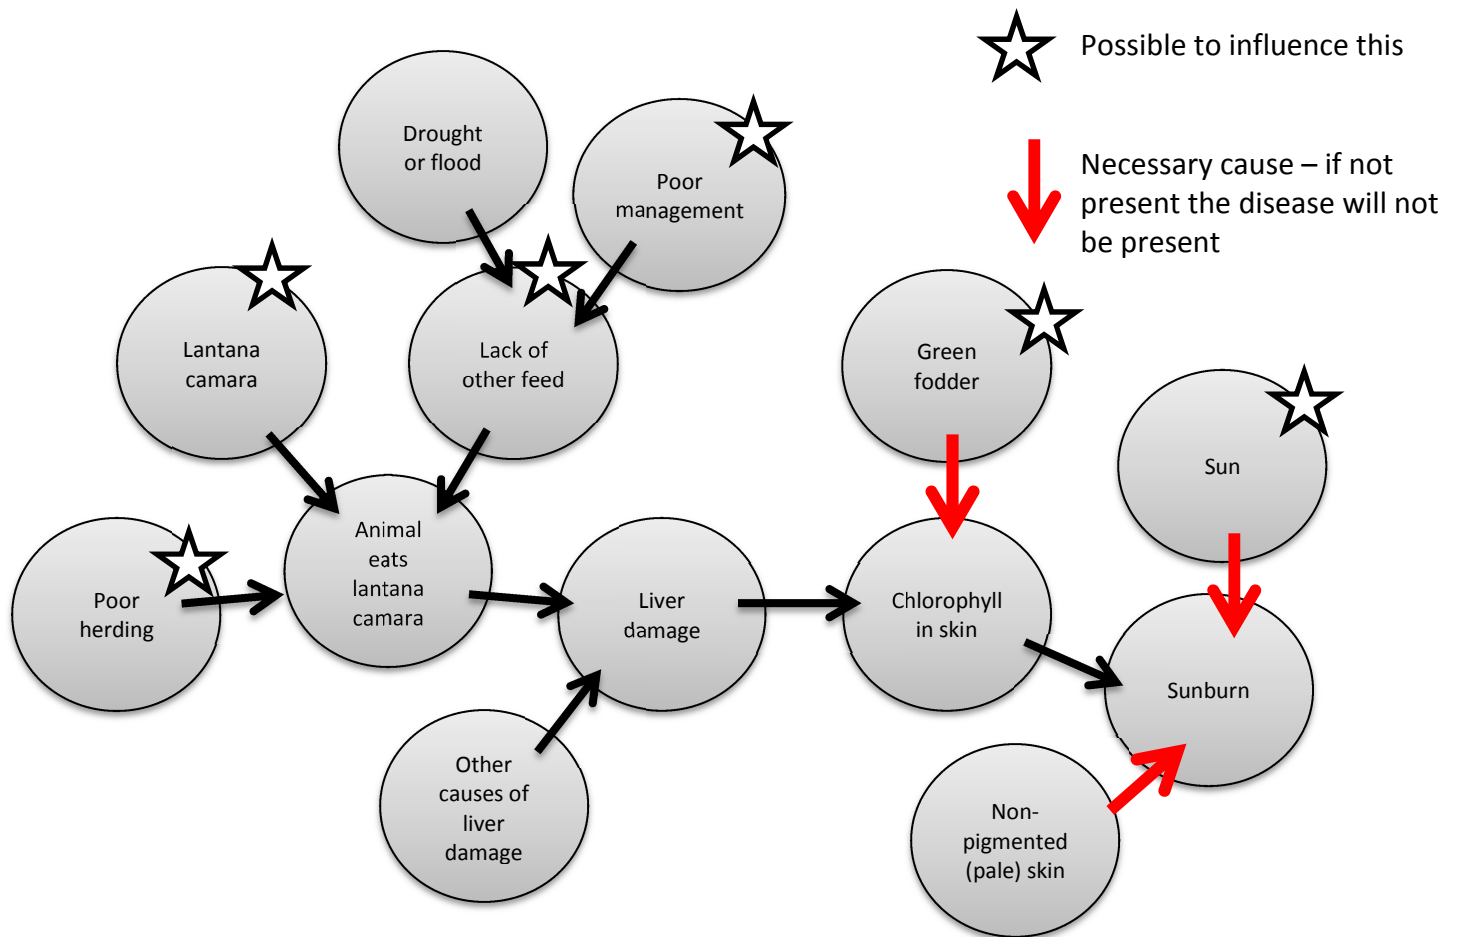 Possible to influence this
Necessary cause – if not
present the disease will not
be present
Drought
or flood
Poor
management
Lantana
camara
Lack of
other feed
Green
fodder
Sun
Poor
herding
Animal
eats
lantana
camara
Liver
damage
Chlorophyll
in skin
Sunburn
Other
causes of
liver
damage
Non-
pigmented
(pale) skin